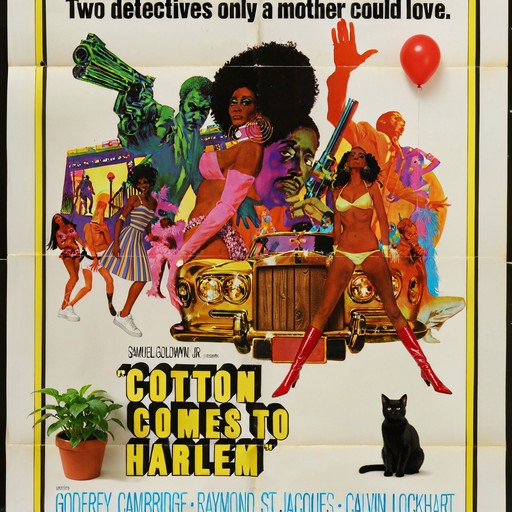 Two detectives only a mother could love.
SAMUEL GOLDWYN, JR. presents
"COTTON
COMES TO
HARLEM"
GODFREY CAMBRIDGE · RAYMOND ST. JACQUES · CALVIN LOCKHART